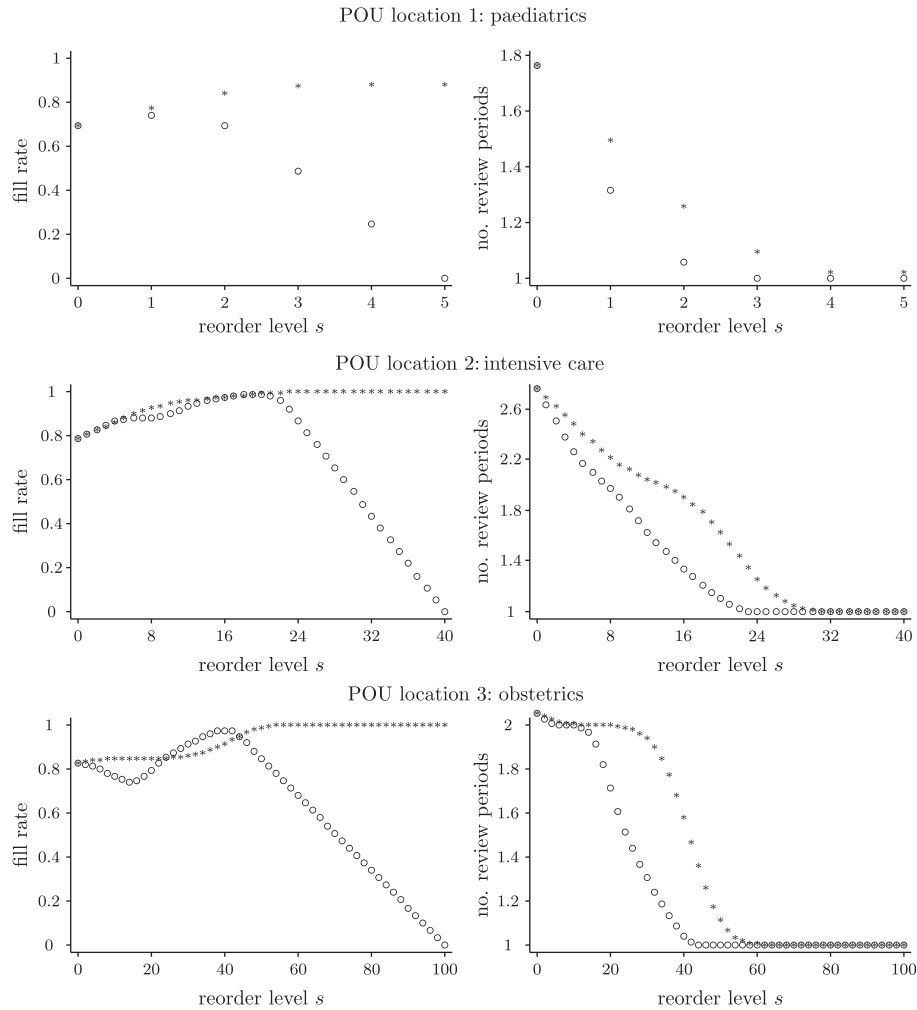 POU location 1: paediatrics
fill rate
1
0.8
0.6
0.4
0.2
0
0 1 2 3 4 5
reorder level s
no. review periods
1.8
1.6
1.4
1.2
1
0 1 2 3 4 5
reorder level s
POU location 2: intensive care
fill rate
1
0.8
0.6
0.4
0.2
0
0 8 16 24 32 40
reorder level s
no. review periods
2.6
2.2
1.8
1.4
1
0 8 16 24 32 40
reorder level s
POU location 3: obstetrics
fill rate
1
0.8
0.6
0.4
0.2
0
0 20 40 60 80 100
reorder level s
no. review periods
2
1.8
1.6
1.4
1.2
1
0 20 40 60 80 100
reorder level s